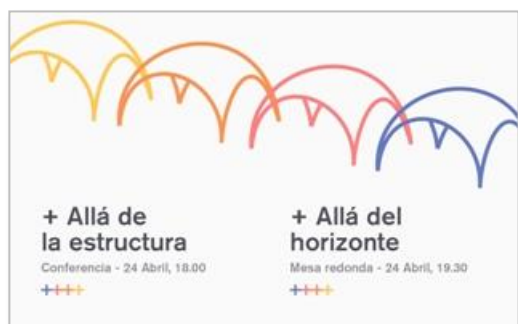 + Allá de
la estructura
Conferencia - 24 Abril, 18.00
+ Allá del
horizonte
Mesa redonda - 24 Abril, 19.30